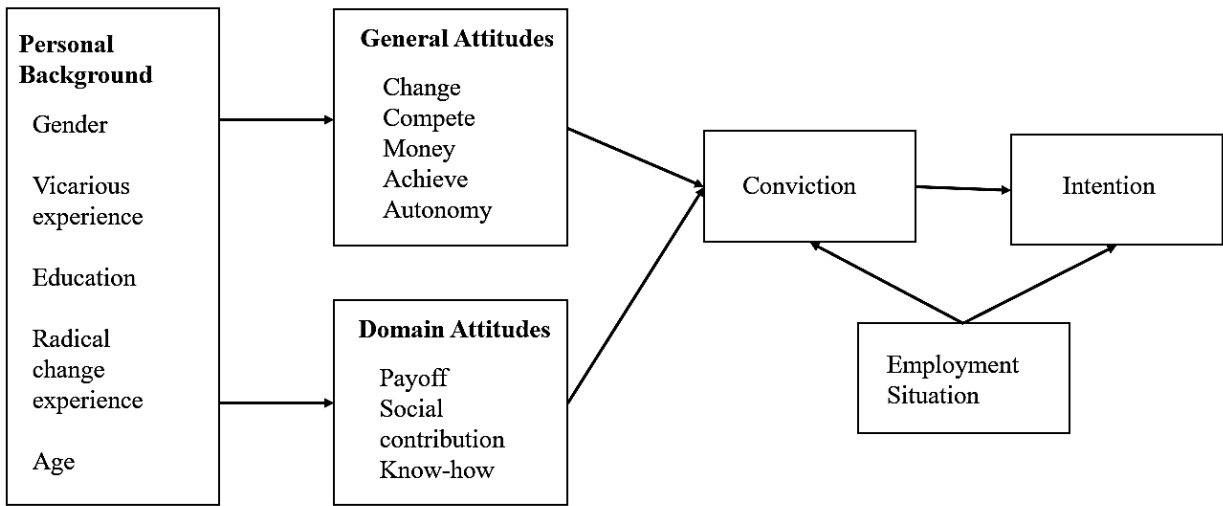 Personal
Background
Gender
Vicarious
experience
Education
Radical
change
experience
Age
General Attitudes
Change
Compete
Money
Achieve
Autonomy
Domain Attitudes
Payoff
Social
contribution
Know-how
Conviction
Intention
Employment
Situation